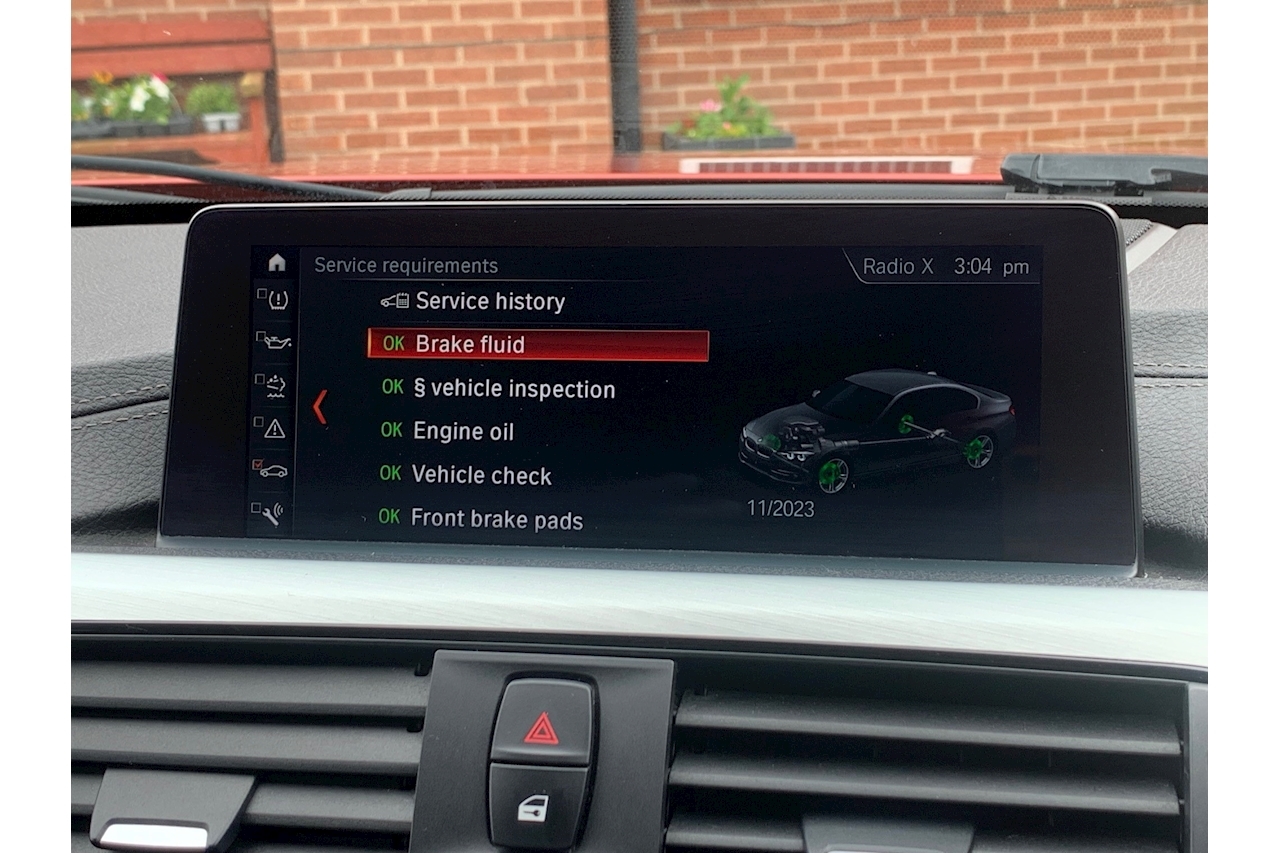 Service requirements
Radio X 3:04 pm
Service history
OK Brake fluid
OK § vehicle inspection
OK Engine oil
OK Vehicle check
OK Front brake pads
11/2023